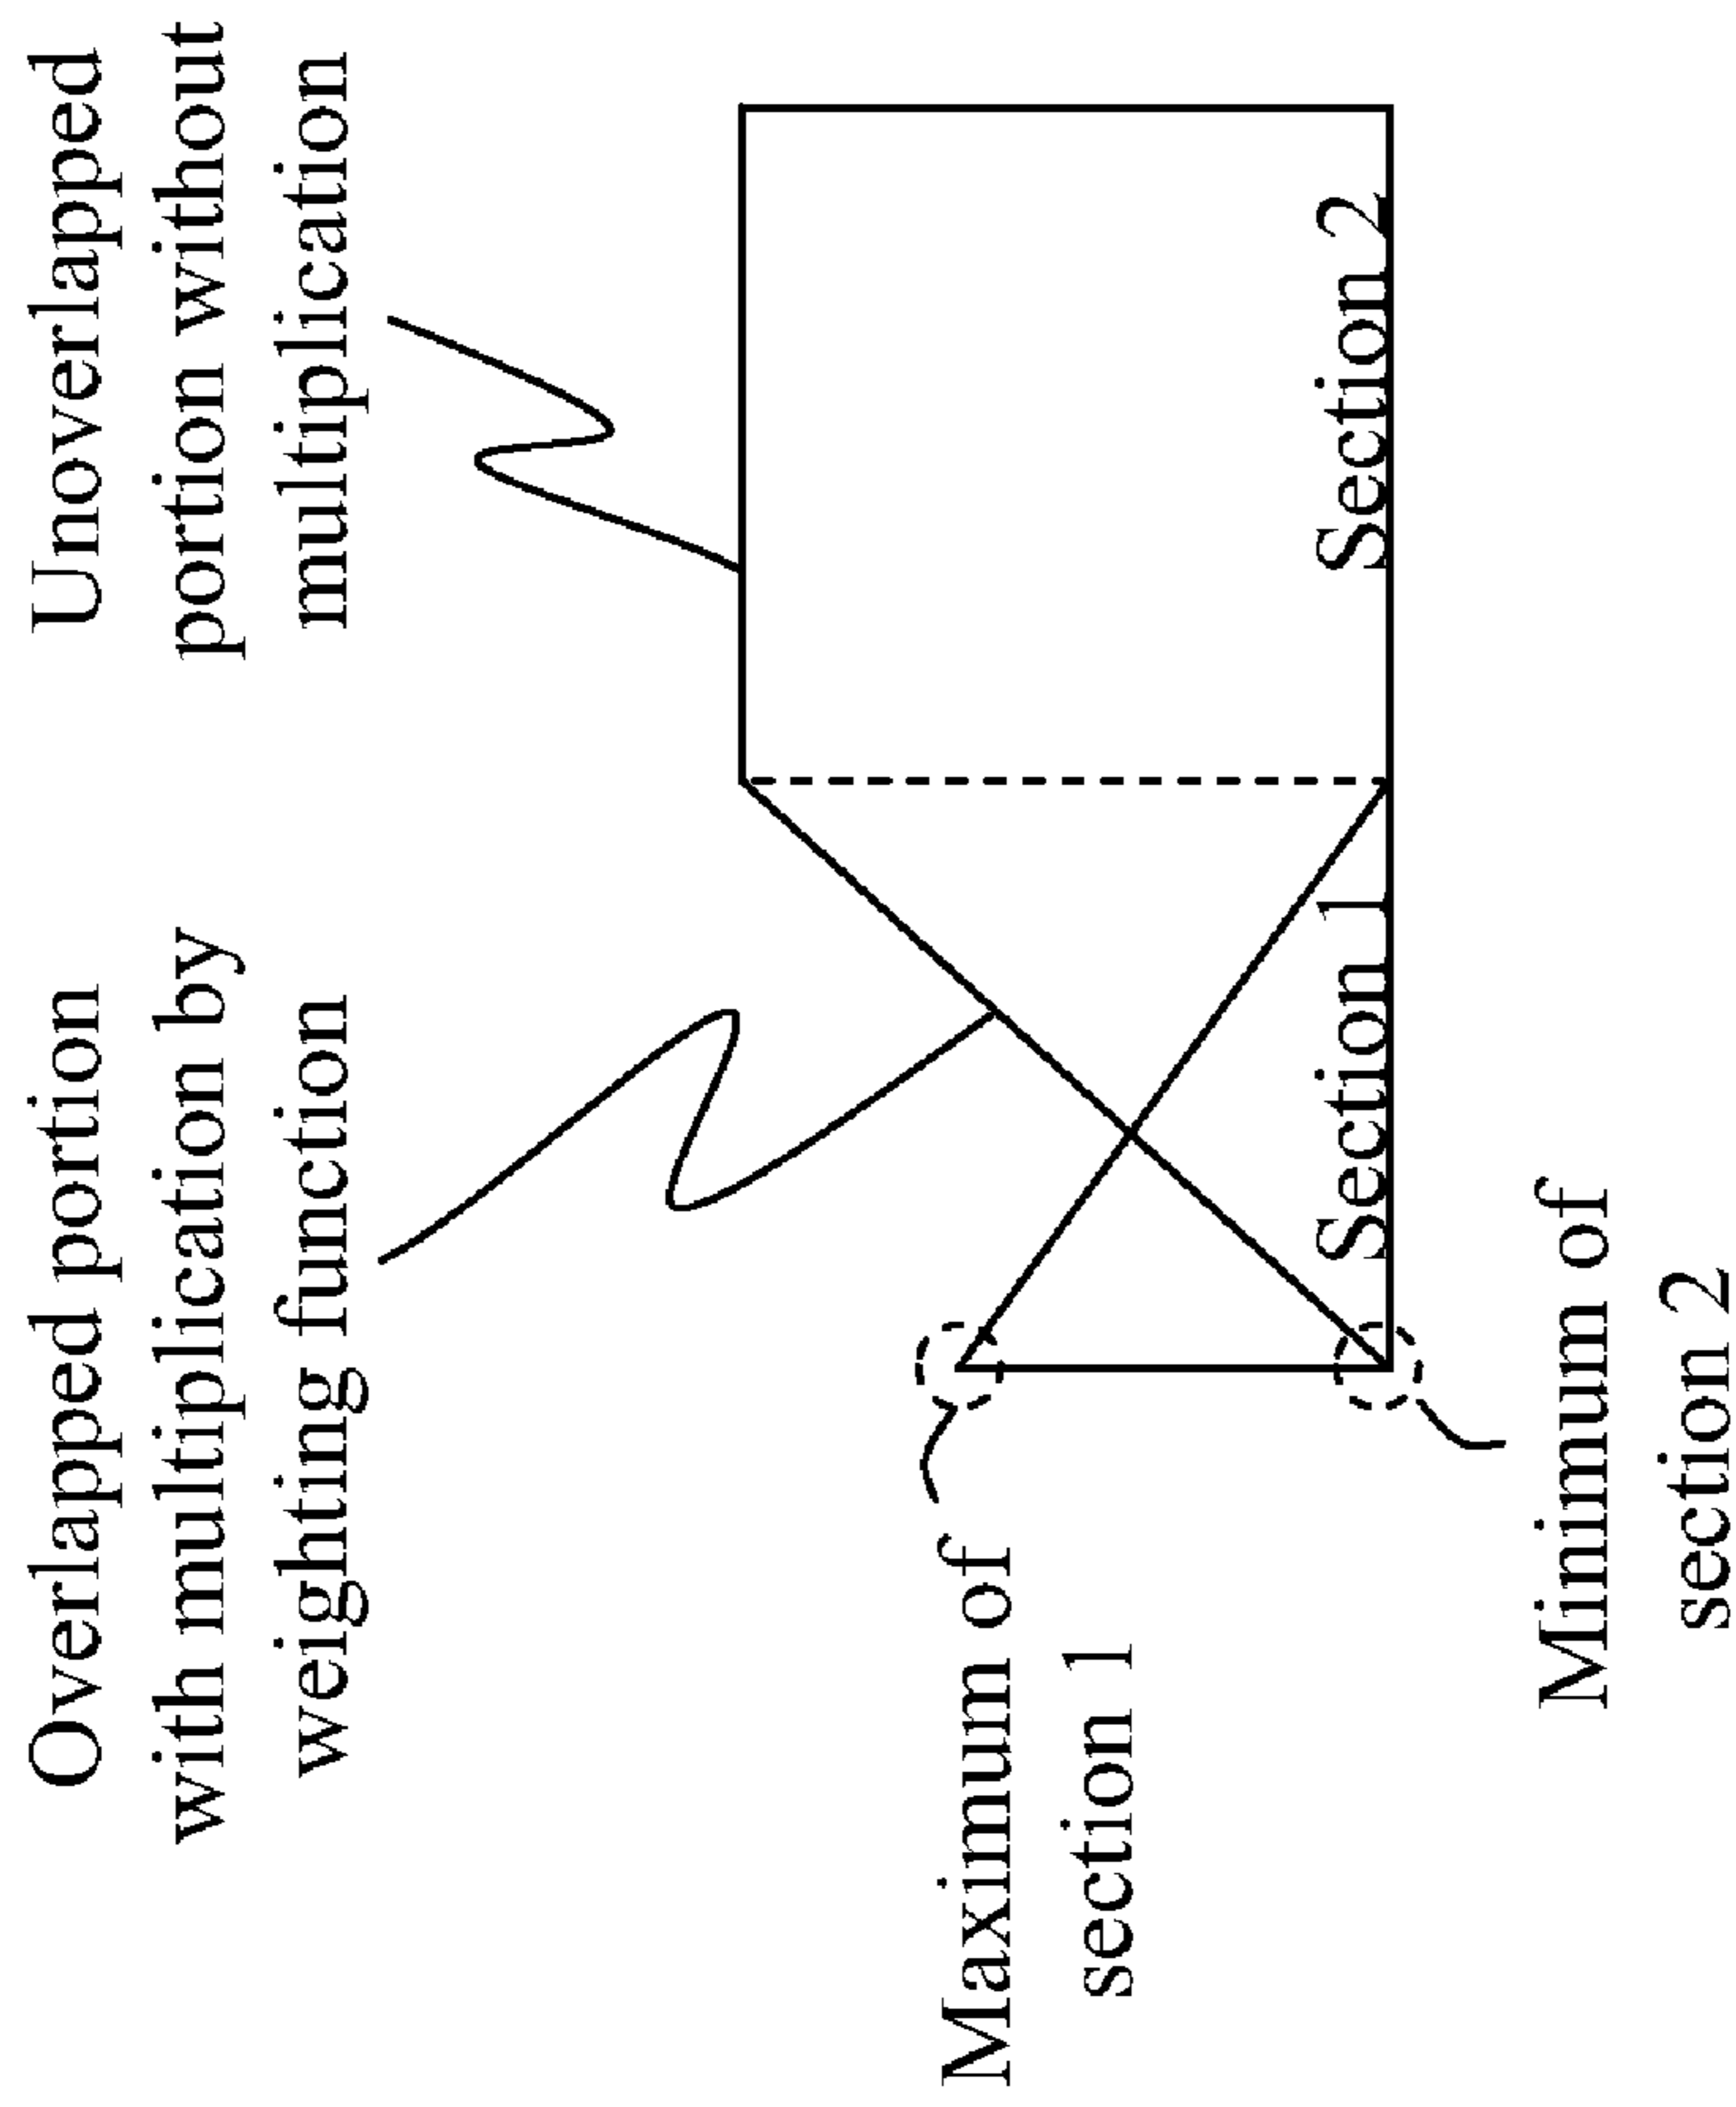 Overlapped portion
with multiplication by
weighting function
Unoverlapped
portion without
multiplication
Maximum of
section 1
Section 1
Section 2
Minimum of
section 2